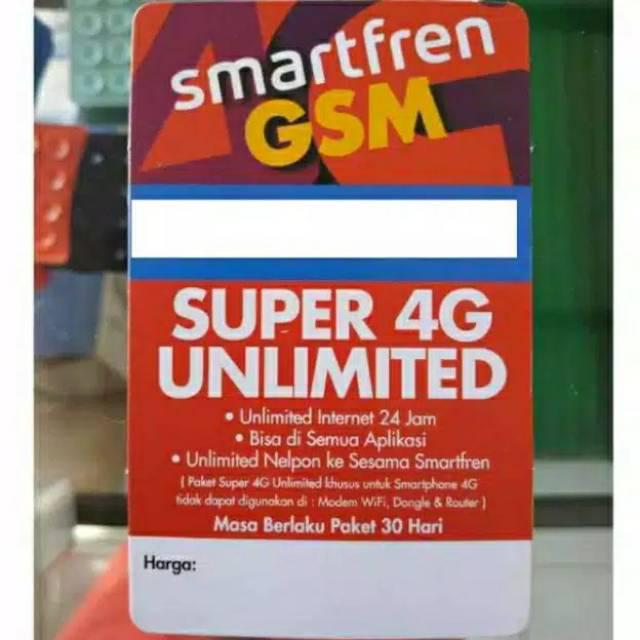 smartfren
GSM
SUPER 4G
UNLIMITED
• Unlimited Internet 24 Jam
• Bisa di Semua Aplikasi
• Unlimited Nelpon ke Sesama Smartfren
( Paket Super 4G Unlimited khusus untuk Smartphone 4G
tidak dapat digunakan di : Modem WiFi, Dongle & Router )
Masa Berlaku Paket 30 Hari
Harga: